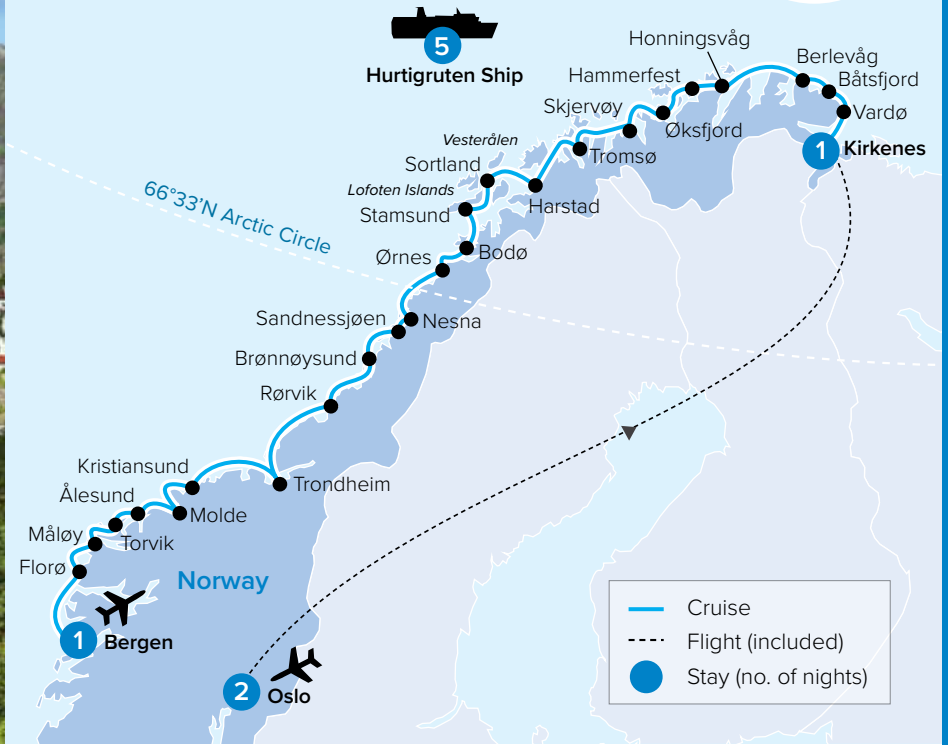 5
Hurtigruten Ship
Honningsvåg
Berlevåg
Hammerfest
Båtsfjord
Skjervøy
Vardø
Øksfjord
Vesterålen
Tromsø
1 Kirkenes
Sortland
Lofoten Islands
Harstad
66°33'N Arctic Circle
Stamsund
Bodø
Ørnes
Sandnessjøen
Nesna
Brønnøysund
Rørvik
Kristiansund
Trondheim
Ålesund
Molde
Måløy
Torvik
Florø
Norway
1 Bergen
2 Oslo
Cruise
Flight (included)
Stay (no. of nights)